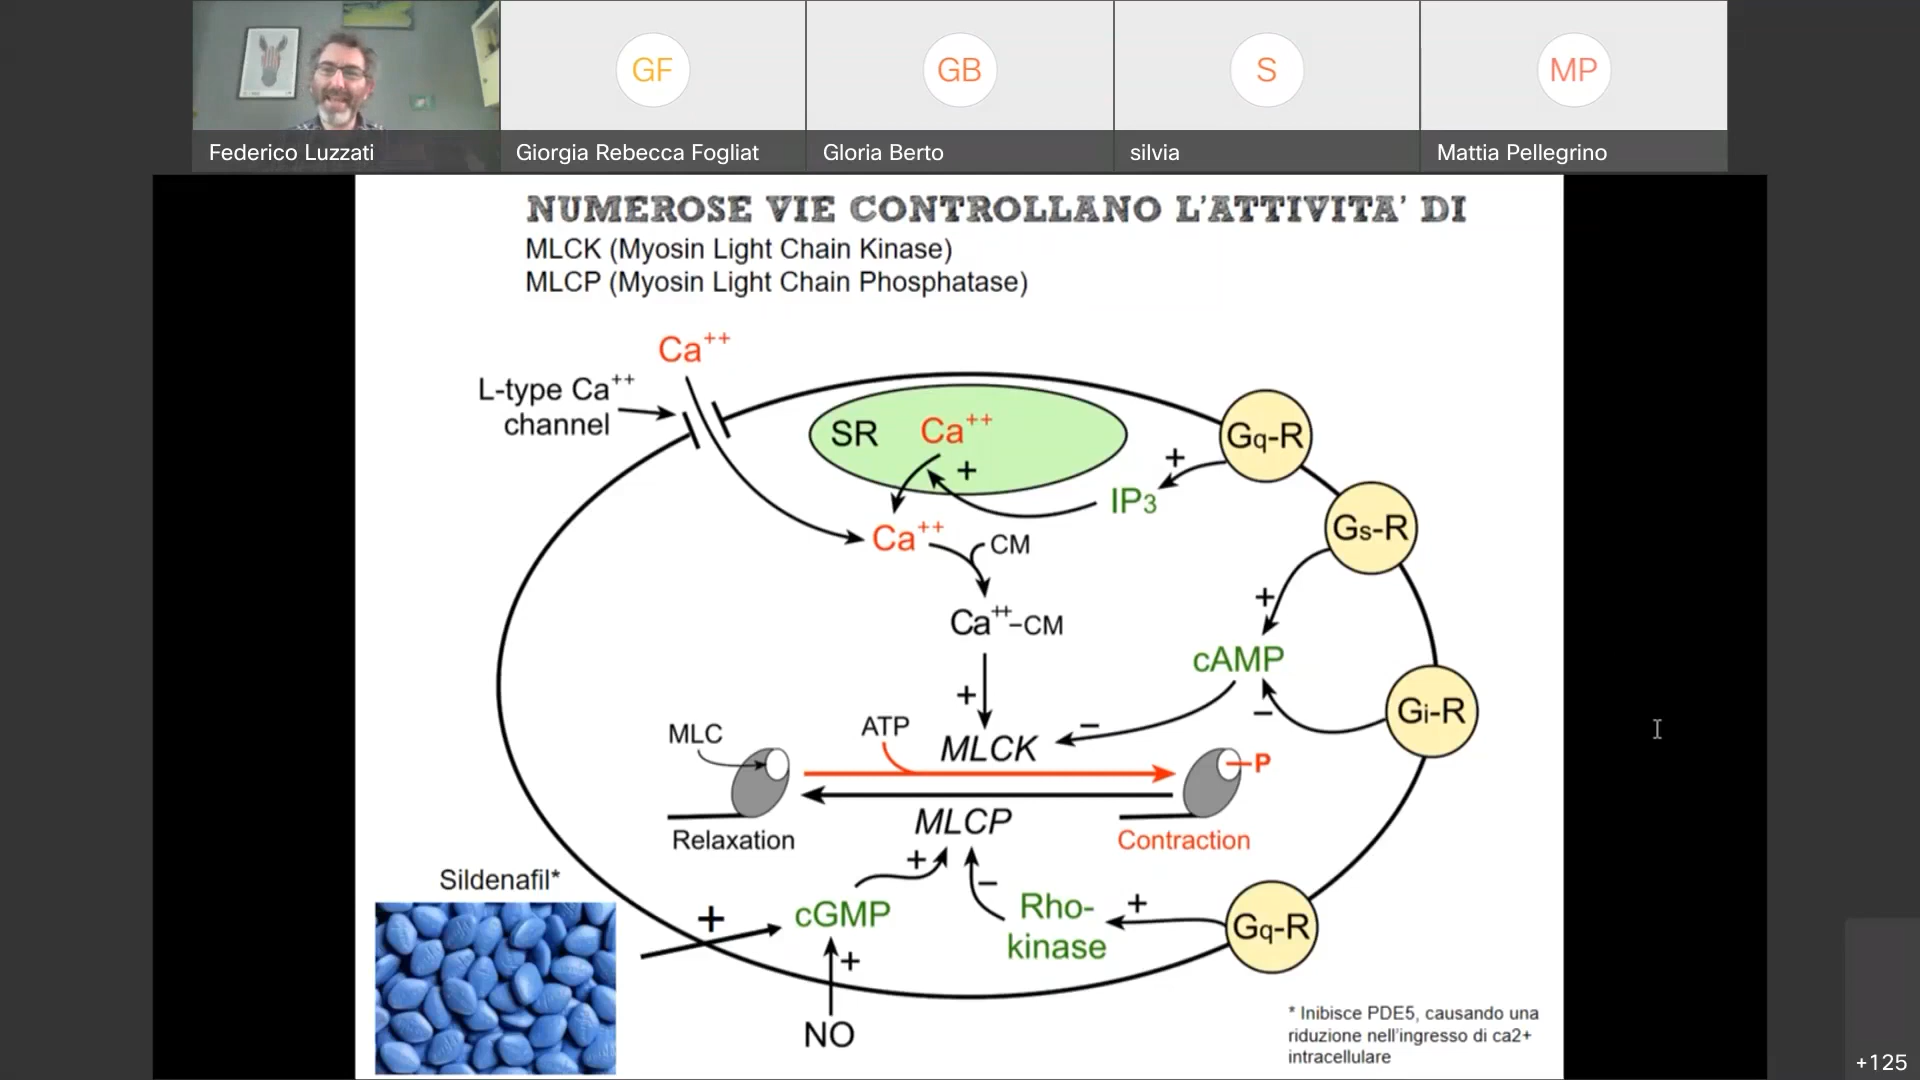 GF
GB
S
MP
Federico Luzzati
Giorgia Rebecca Fogliat
Gloria Berto
silvia
Mattia Pellegrino
NUMEROSE VIE CONTROLLANO L'ATTIVITA' DI
MLCK (Myosin Light Chain Kinase)
MLCP (Myosin Light Chain Phosphatase)
Ca++
L-type Ca++
channel
SR
Ca++
+
Gq-R
+
IP3
Gs-R
Ca++
CM
+
Ca++-CM
cAMP
+
−
Gi-R
MLC
ATP
MLCK
−
P
MLCP
Relaxation
Contraction
+
−
Sildenafil*
+
cGMP
Rho-
kinase
+
Gq-R
+
NO
* Inibisce PDE5, causando una
riduzione nell'ingresso di ca2+
intracellulare
+125